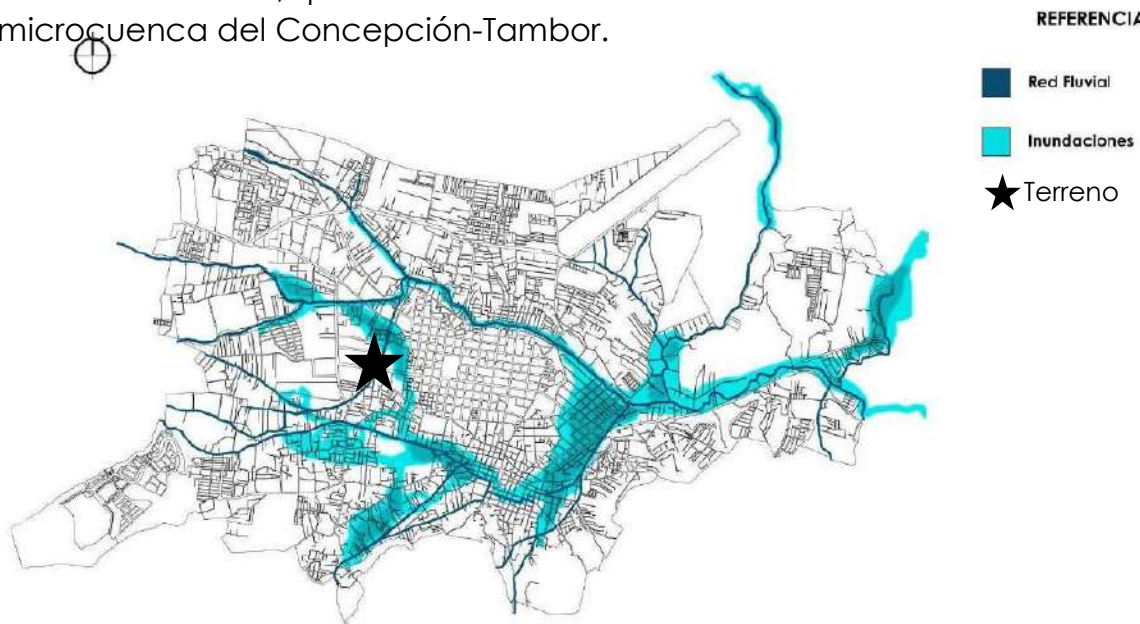 microcuenca del Concepción-Tambor.
REFERENCIA
Red Fluvial
Inundaciones
Terreno